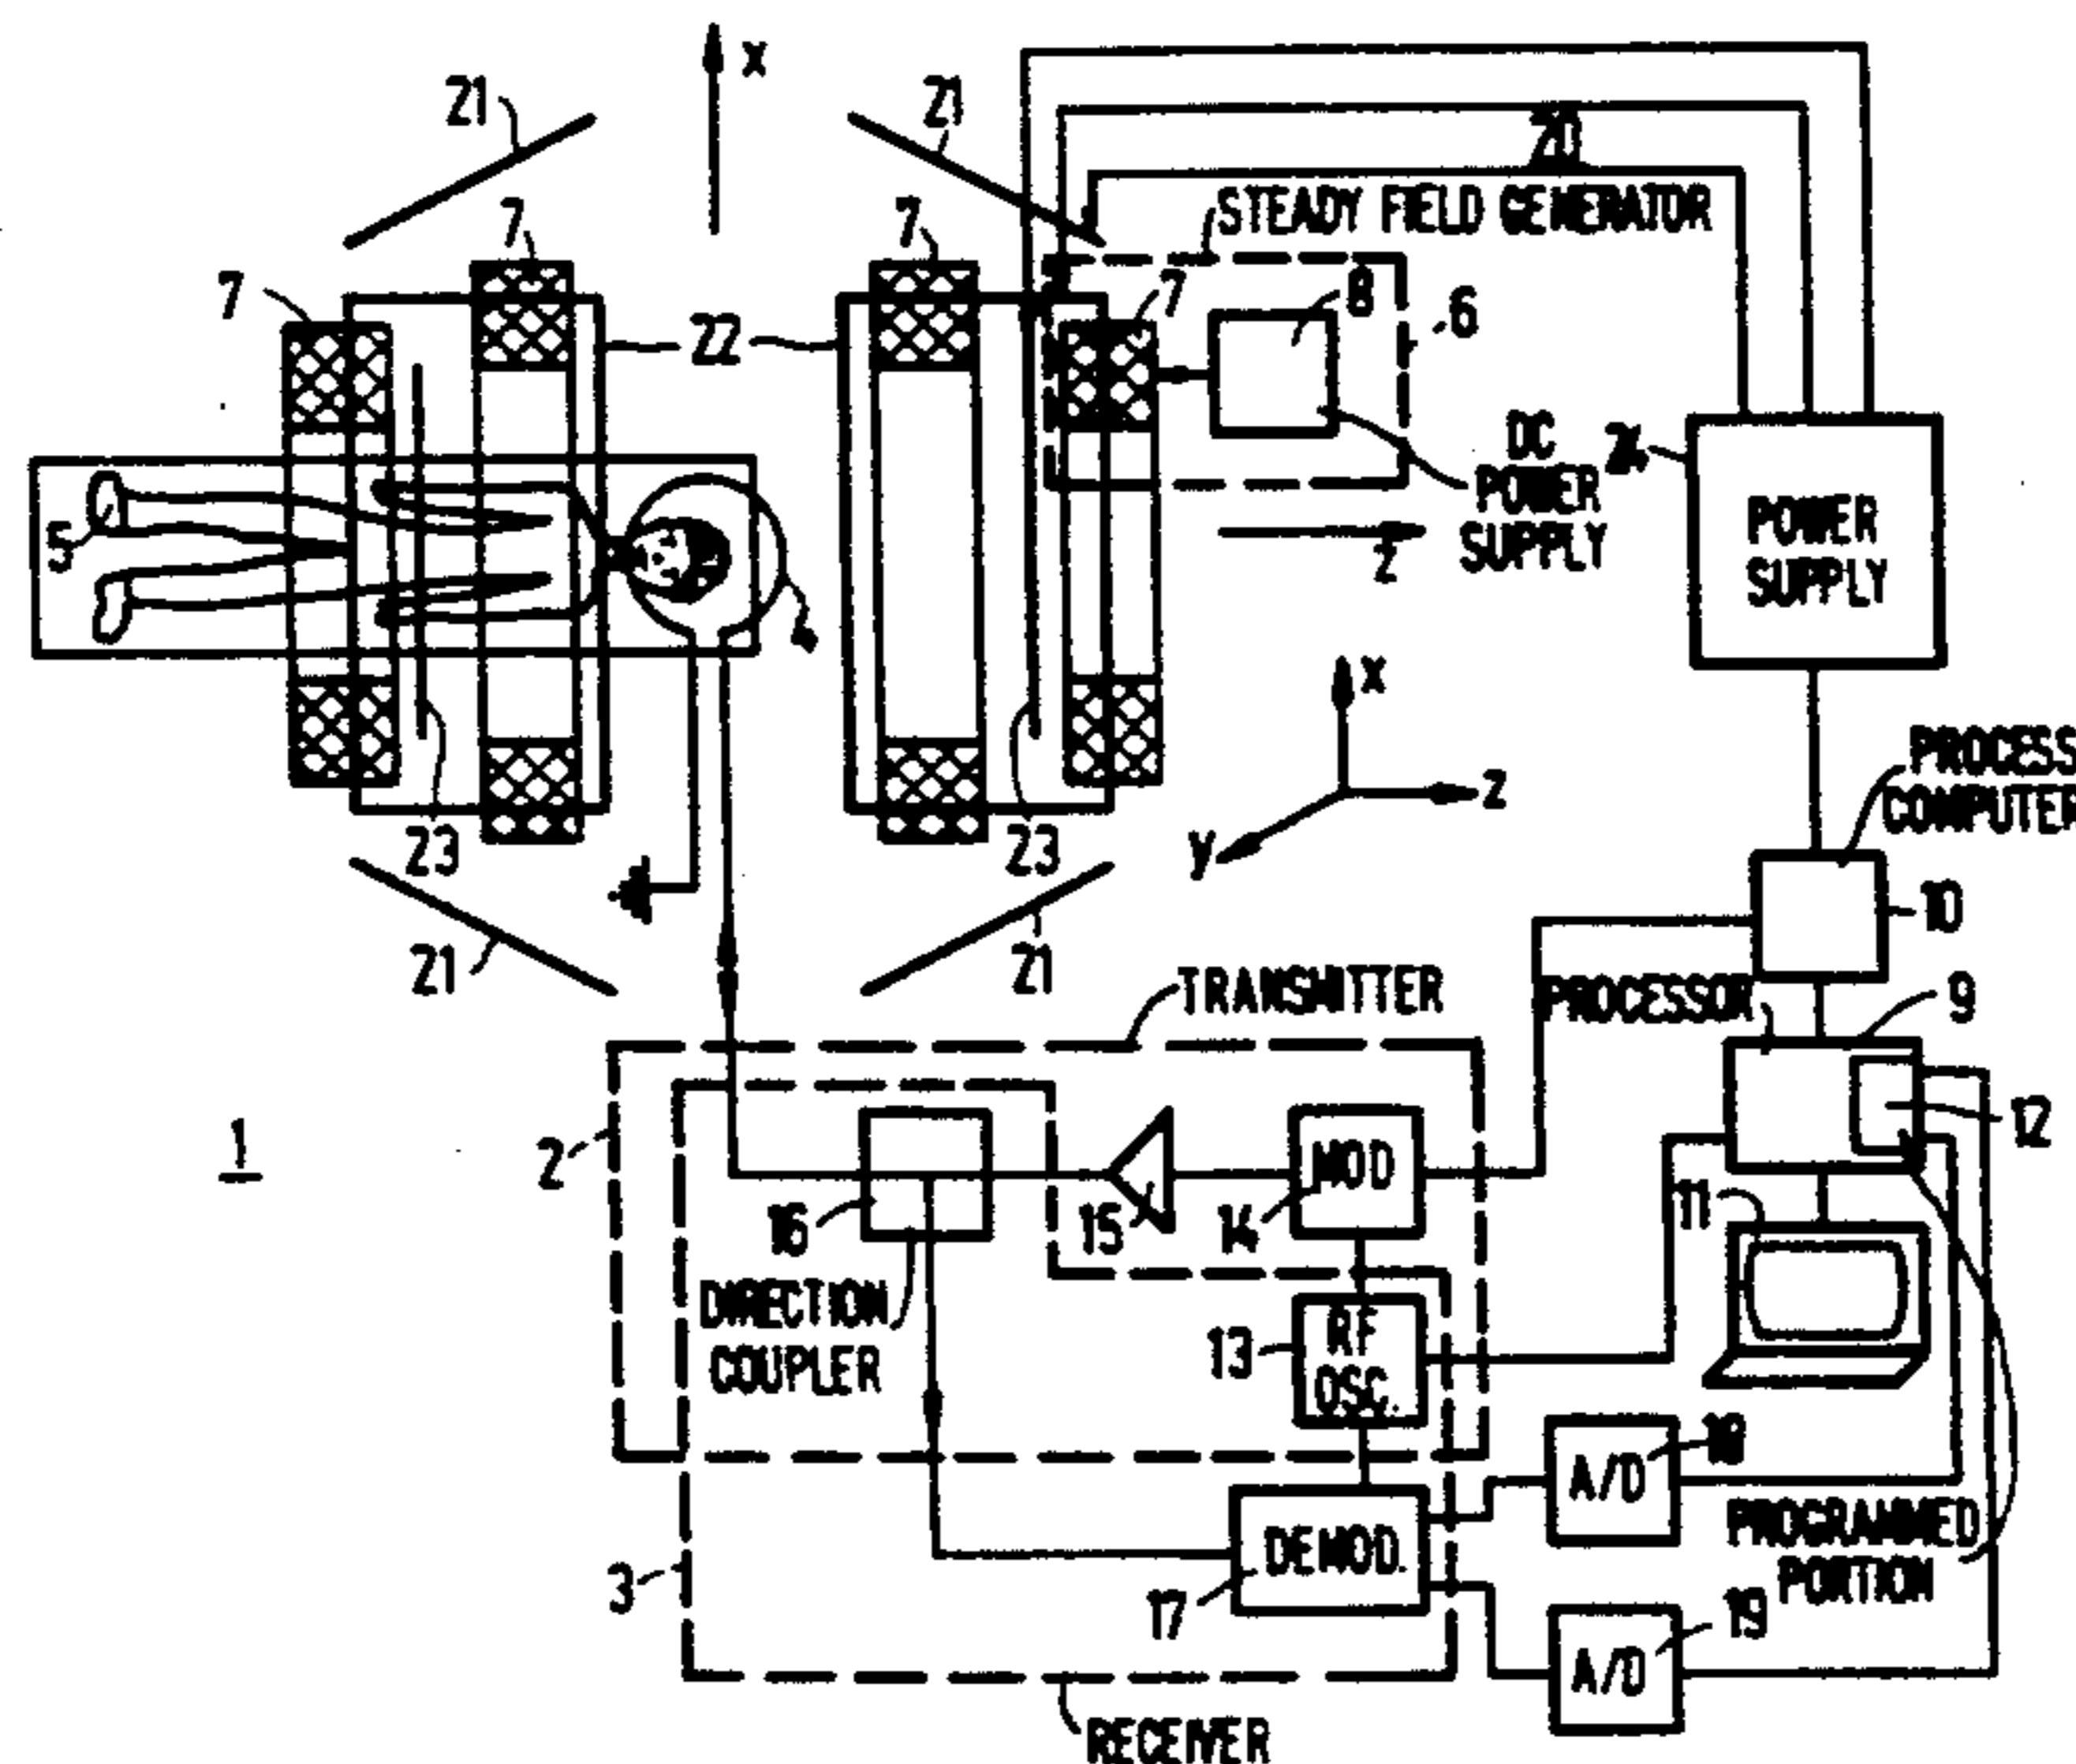 x
21
21
20
STEADY FIELD GENERATOR
7
7
7
7
8
6
22
DC
POWER
SUPPLY
24
POWER
SUPPLY
z
5
4
x
z
y
PROCESS
COMPUTER
23
23
10
21
21
TRANSMITTER
PROCESSOR
9
12
1
2
MOD
16
15
14
11
DIRECTION
COUPLER
13
RF
OSC.
A/D
18
PROGRAMMED
PORTION
DEMOD.
3
17
A/D
19
RECEIVER